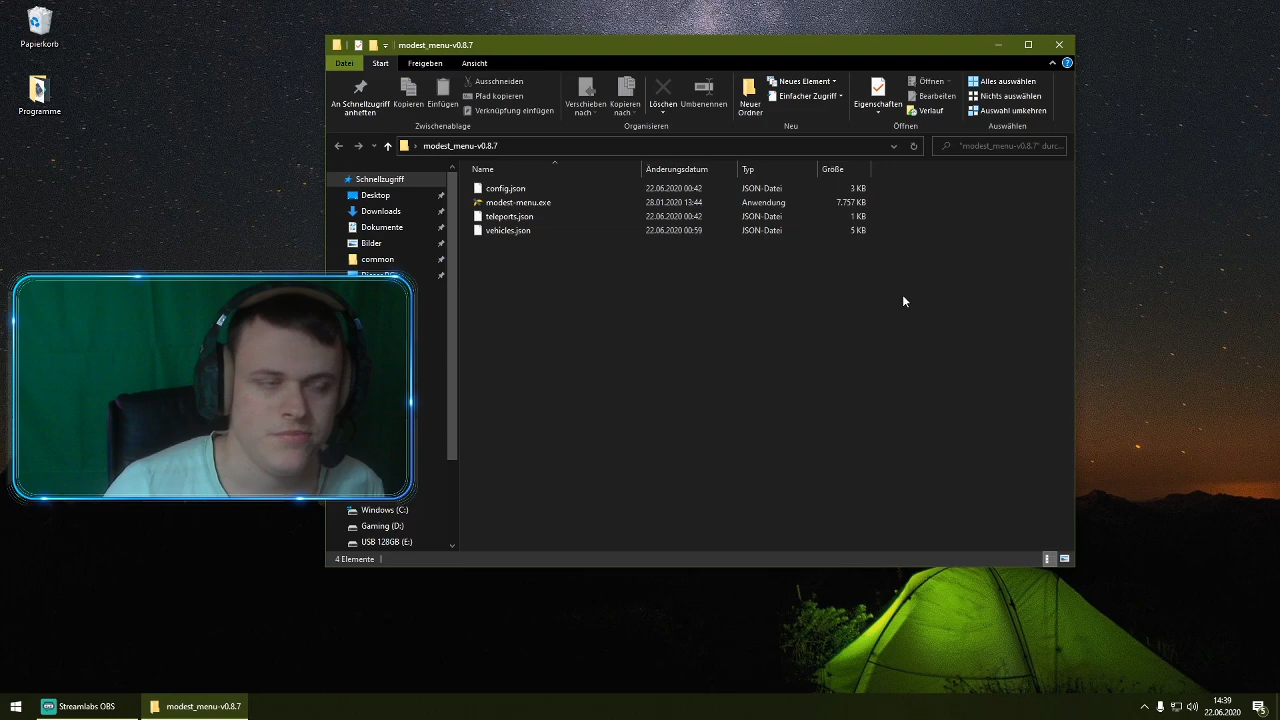 Papierkorb
Programme
modest_menu-v0.8.7
Datei Start Freigeben Ansicht
An Schnellzugriff anheften
Kopieren
Einfügen
Ausschneiden
Pfad kopieren
Verknüpfung einfügen
Zwischenablage
Verschieben nach
Kopieren nach
Löschen
Umbenennen
Organisieren
Neuer Ordner
Neues Element
Einfacher Zugriff
Neu
Eigenschaften
Öffnen
Bearbeiten
Verlauf
Öffnen
Alles auswählen
Nichts auswählen
Auswahl umkehren
Auswählen
modest_menu-v0.8.7
"modest_menu-v0.8.7" durc...
Schnellzugriff
Desktop
Downloads
Dokumente
Bilder
common
Windows (C:)
Gaming (D:)
USB 128GB (E:)
Name Änderungsdatum Typ Größe
config.json 22.06.2020 00:42 JSON-Datei 3 KB
modest-menu.exe 28.01.2020 13:44 Anwendung 7.757 KB
teleports.json 22.06.2020 00:42 JSON-Datei 1 KB
vehicles.json 22.06.2020 00:59 JSON-Datei 5 KB
4 Elemente
Streamlabs OBS
modest_menu-v0.8.7
14:39
22.06.2020